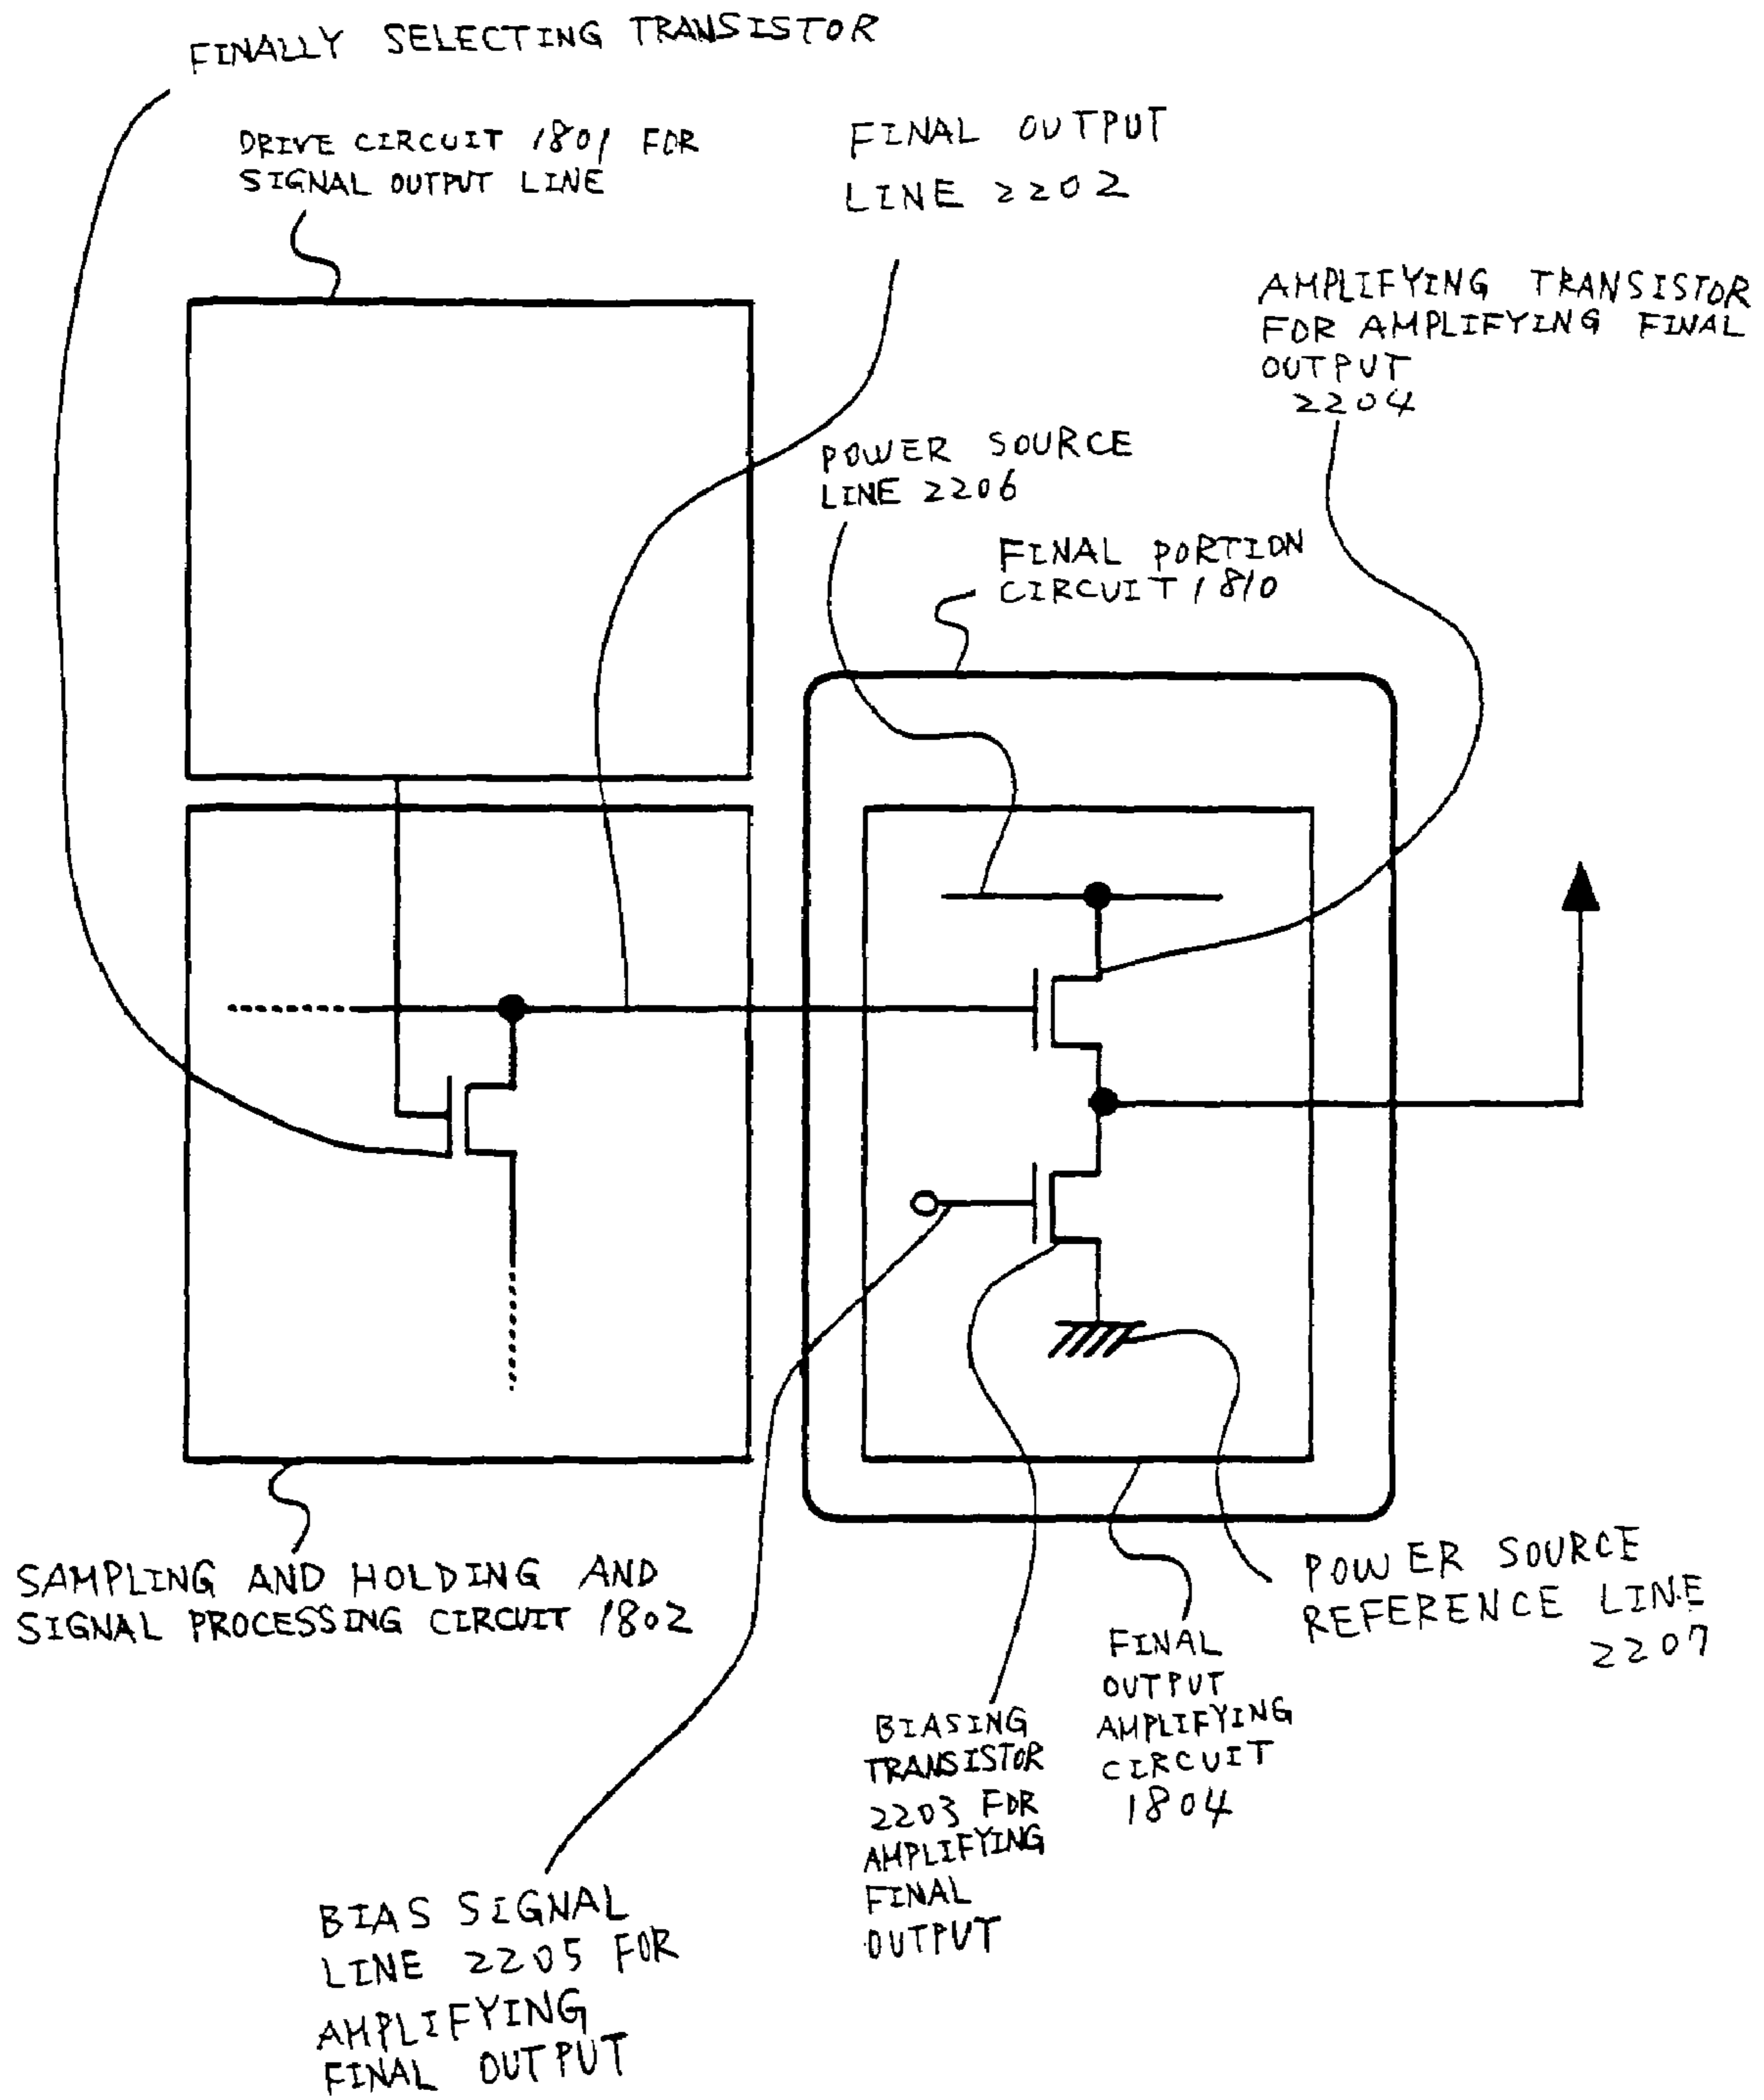 FINALLY SELECTING TRANSISTOR
DRIVE CIRCUIT 1801 FOR
SIGNAL OUTPUT LINE
FINAL OUTPUT
LINE 2202
AMPLIFYING TRANSISTOR
FOR AMPLIFYING FINAL
OUTPUT
2204
POWER SOURCE
LINE 2206
FINAL PORTION
CIRCUIT 1810
SAMPLING AND HOLDING AND
SIGNAL PROCESSING CIRCUIT 1802
POWER SOURCE
REFERENCE LINE
2207
FINAL
OUTPUT
AMPLIFYING
CIRCUIT
1804
BIASING
TRANSISTOR
2203 FOR
AMPLIFYING
FINAL
OUTPUT
BIAS SIGNAL
LINE 2205 FOR
AMPLIFYING
FINAL OUTPUT